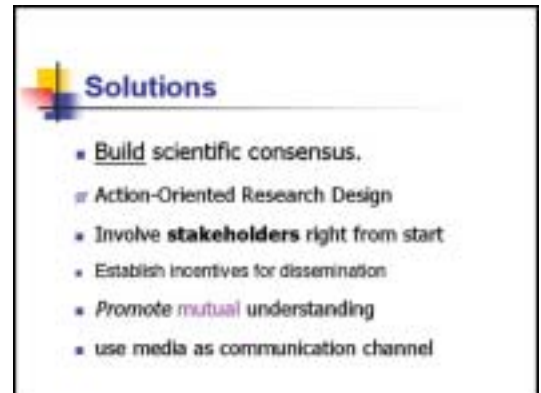 Solutions
Build scientific consensus.
Action-Oriented Research Design
Involve stakeholders right from start
Establish incentives for dissemination
Promote mutual understanding
use media as communication channel